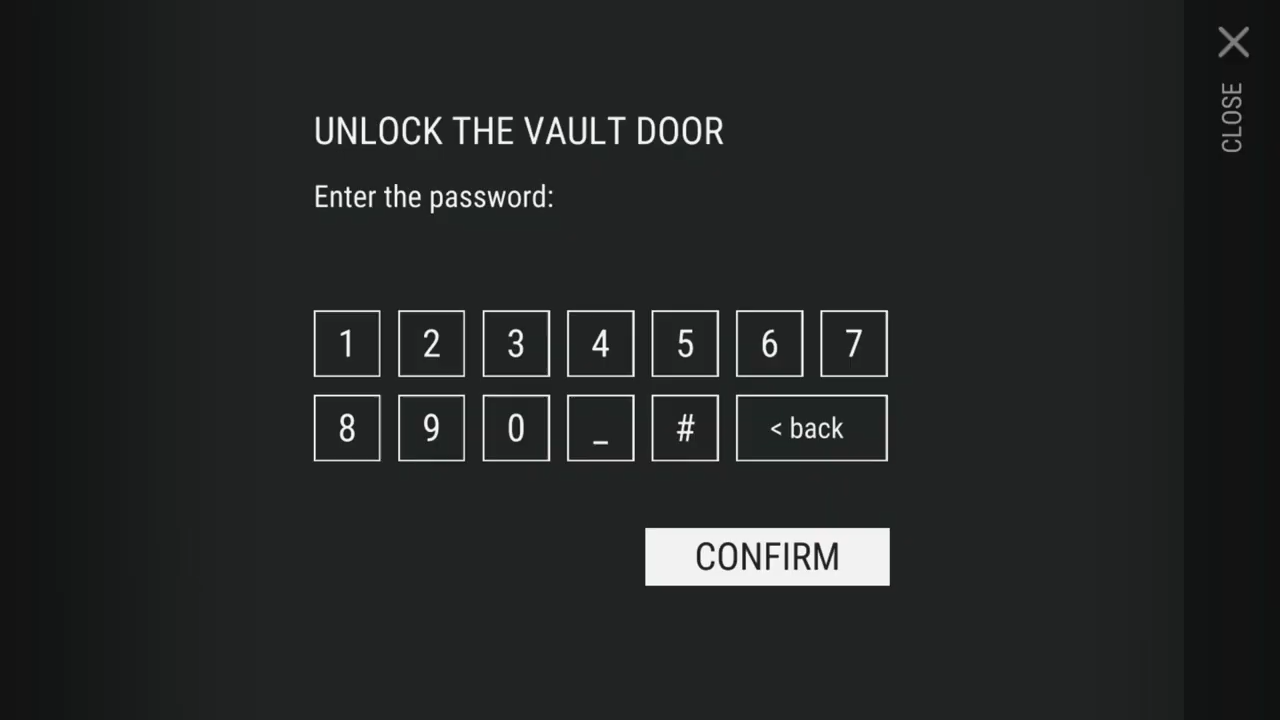 CLOSE
UNLOCK THE VAULT DOOR
Enter the password:
1 2 3 4 5 6 7
8 9 0 _ # < back
CONFIRM